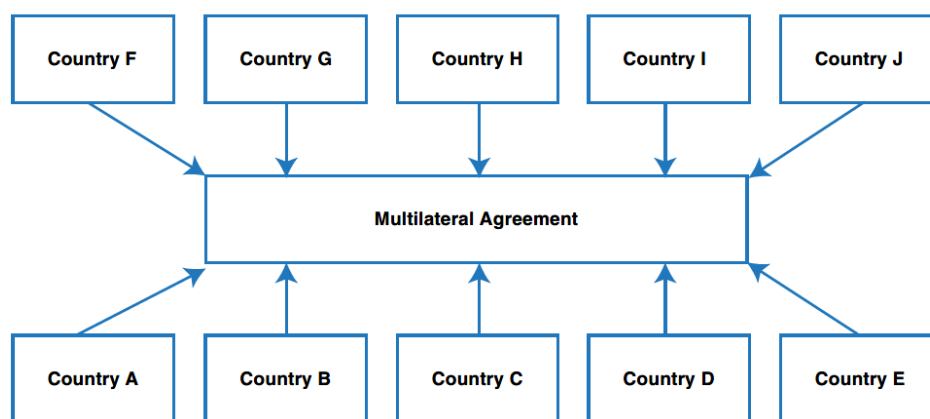 Country F
Country G
Country H
Country I
Country J
Multilateral Agreement
Country A
Country B
Country C
Country D
Country E